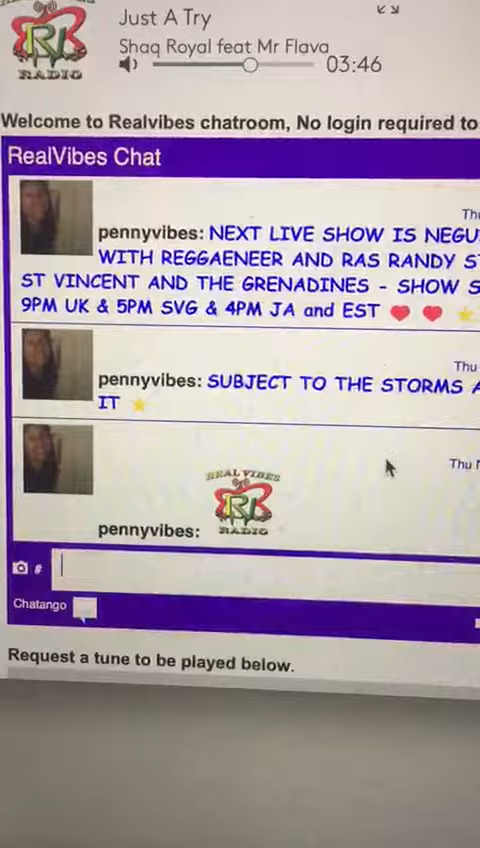 RADIO
Just A Try
Shaq Royal feat Mr Flava
03:46
Welcome to Realvibes chatroom, No login required to
RealVibes Chat
pennyvibes: NEXT LIVE SHOW IS
WITH REGGAENEER AND RAS RANDY
ST VINCENT AND THE GRENADINES - SHOW
9PM UK & 5PM SVG & 4PM JA and EST ❤️ ❤️ ⭐
Thu
pennyvibes: SUBJECT TO THE STORMS
IT ⭐
Thu
REAL VIBES
RADIO
pennyvibes:
#
Chatango
Request a tune to be played below.